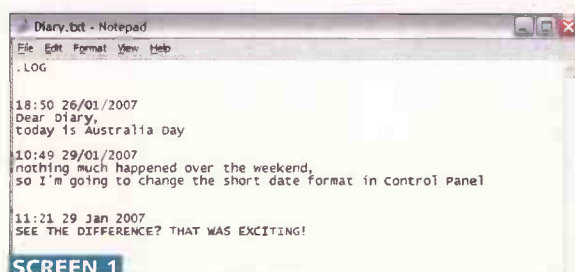 Diary.txt - Notepad
File Edit Format View Help
.LOG
18:50 26/01/2007
Dear Diary,
today is Australia Day
10:49 29/01/2007
nothing much happened over the weekend,
so I'm going to change the short date format in Control Panel
11:21 29 Jan 2007
SEE THE DIFFERENCE? THAT WAS EXCITING!
SCREEN 1